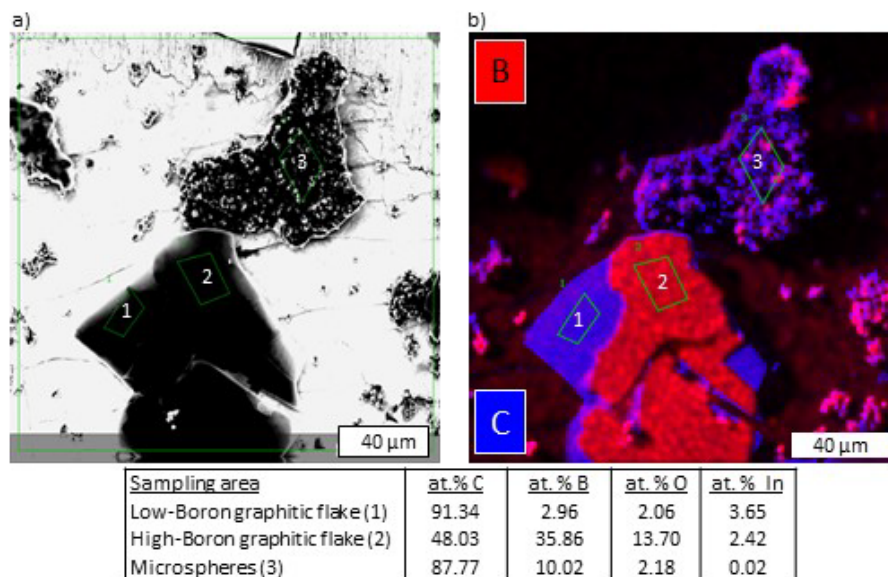 a)
b)
B
3
3
2
2
1
1
1
C
40 µm
40 µm
Sampling area at.% C at.% B at.% O at.% In
Low-Boron graphitic flake (1) 91.34 2.96 2.06 3.65
High-Boron graphitic flake (2) 48.03 35.86 13.70 2.42
Microspheres (3) 87.77 10.02 2.18 0.02